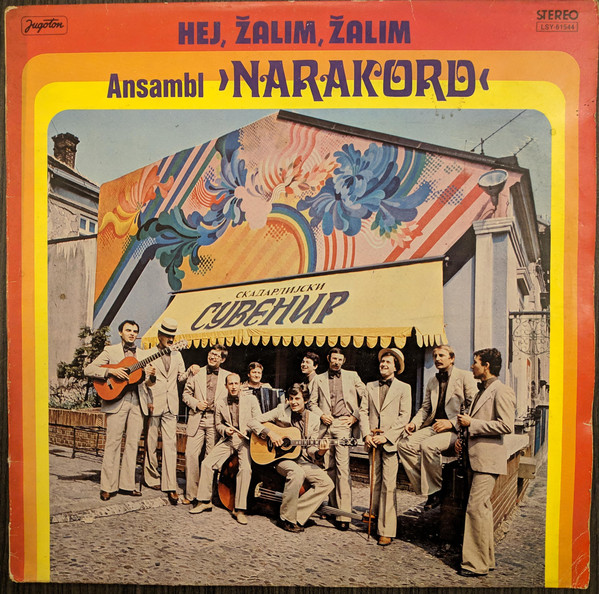 Jugoton
HEJ, ŽALIM, ŽALIM
STEREO
LSY-61544
Ansambl ›NARAKORD‹
СКАДАРЛИЈСКИ
СУВЕНИР